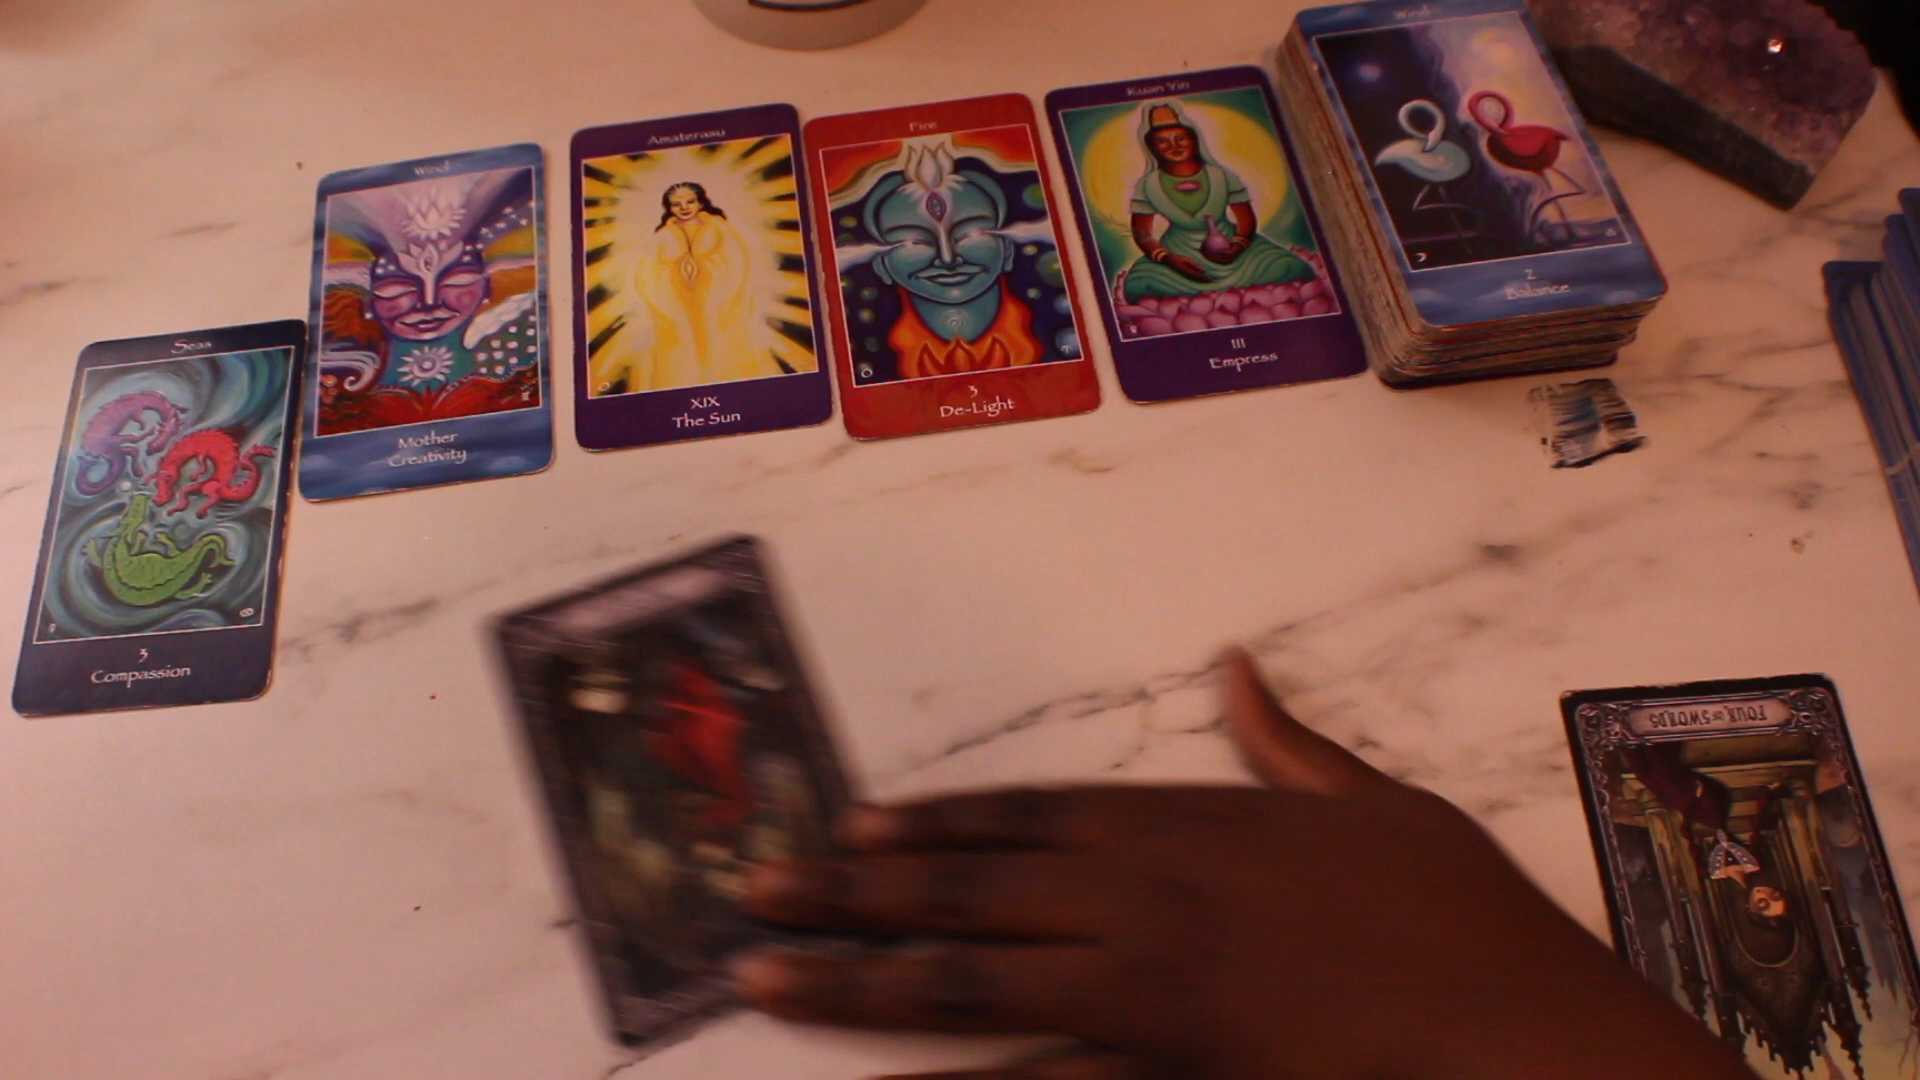 Seas
3
Compassion
Wind
Mother
Creativity
Amaterasu
XIX
The Sun
Fire
3
De-Light
Kuan Yin
III
Empress
Wind
2
Balance
FOUR OF SWORDS